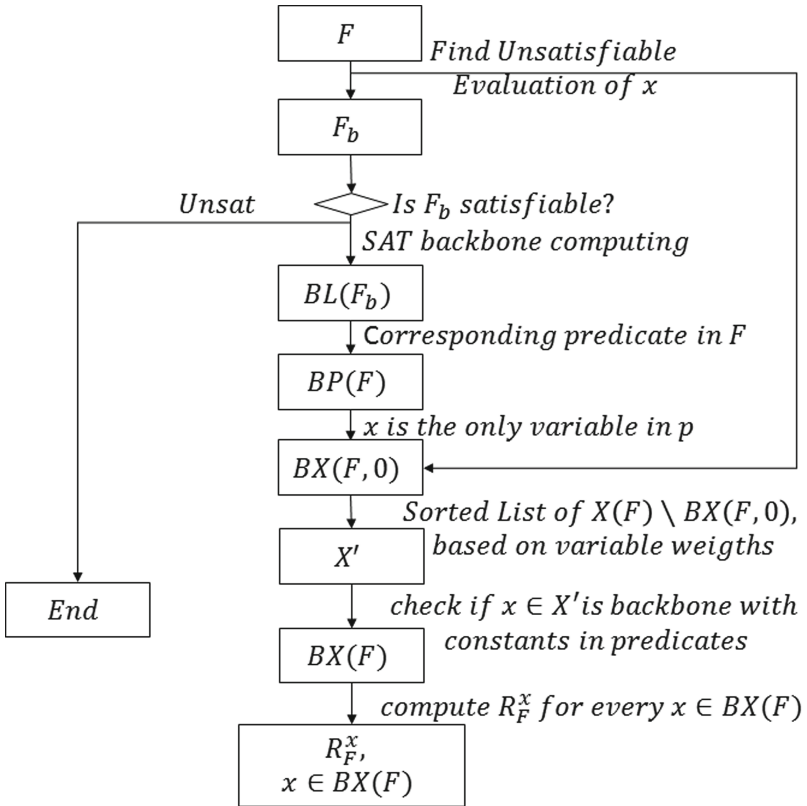 F
Find Unsatisfiable
Evaluation of x
F_b
Unsat
Is F_b satisfiable?
SAT backbone computing
BL(F_b)
Corresponding predicate in F
BP(F)
x is the only variable in p
BX(F, 0)
Sorted List of X(F) \ BX(F, 0),
based on variable weigths
X′
End
check if x ∈ X′is backbone with
constants in predicates
BX(F)
compute R_F^x for every x ∈ BX(F)
R_F^x,
x ∈ BX(F)